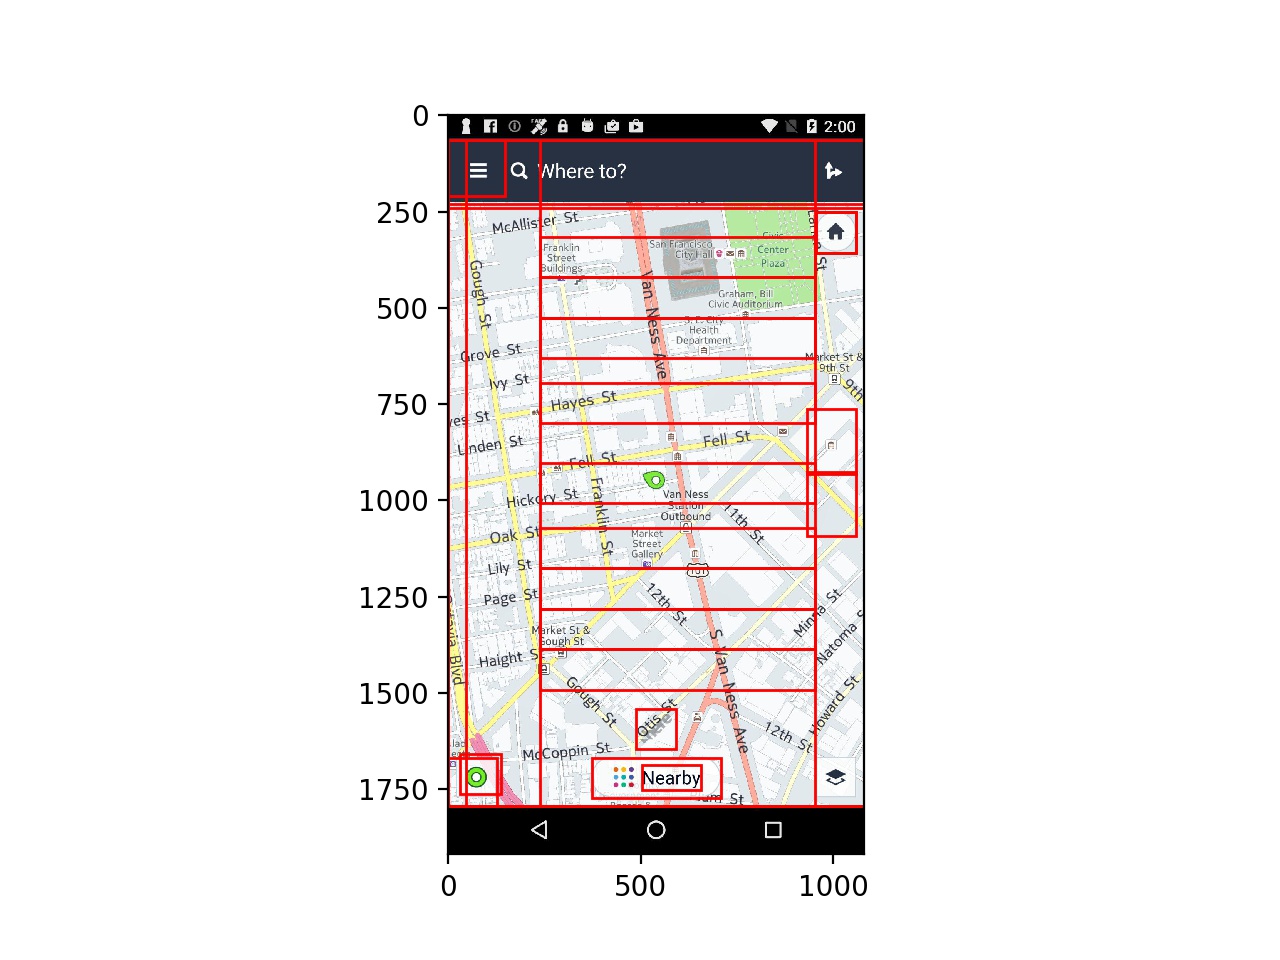 0
2:00
Where to?
250
McAllister St
Franklin
Street
Buildings
San Francisco
City Hall
Civic
Center
Plaza
Gough St
Van Ness Ave
Graham, Bill
Civic Auditorium
500
S. F. City
Health
Department
Grove St
Market St &
9th St
Ivy St
9th
750
Hayes St
Linden St
Fell St
Fell St
1000
Hickory St
Franklin St
Van Ness
Station
Outbound
11th St
Oak St
Market
Street
Gallery
Lily St
101
1250
Page St
12th St
Minna St
Market St &
Gough St
Natoma S
Haight S
S Van Ness Ave
1500
Gough St
Howard St
Otis St
12th St
McCoppin St
here
1750
Nearby
0
500
1000